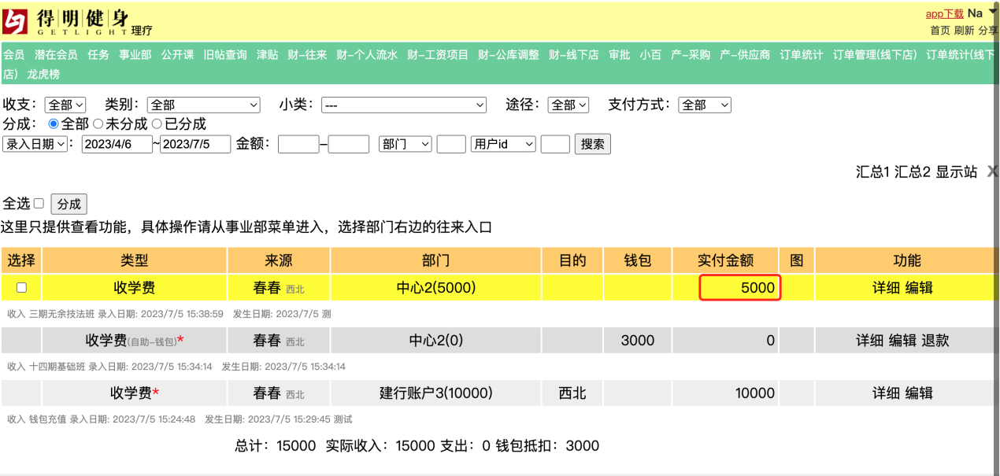 得明健身 app下载 Na
GETLIGHT 理疗 首页 刷新 分享
会员 潜在会员 任务 事业部 公开课 旧帖查询 津贴 财-往来 财-个人流水 财-工资项目 财-公库调整 财-线下店 审批 小百 产-采购 产-供应商 订单统计 订单管理(线下店) 订单统计(线下
店) 龙虎榜
收支： 全部 类别： 全部 小类： --- 途径： 全部 支付方式： 全部
分成： 全部 未分成 已分成
录入日期： 2023/4/6 ~ 2023/7/5 金额： - 部门 用户id 搜索
汇总1 汇总2 显示站 X
全选 分成
这里只提供查看功能，具体操作请从事业部菜单进入，选择部门右边的往来入口
选择 类型 来源 部门 目的 钱包 实付金额 图 功能
收学费 春春 西北 中心2(5000) 5000 详细 编辑
收入 三期无余技法班 录入日期: 2023/7/5 15:38:59 发生日期: 2023/7/5 测
收学费(自助-钱包)* 春春 西北 中心2(0) 3000 0 详细 编辑 退款
收入 十四期基础班 录入日期: 2023/7/5 15:34:14 发生日期: 2023/7/5 15:34:14
收学费* 春春 西北 建行账户3(10000) 西北 10000 详细 编辑
收入 钱包充值 录入日期: 2023/7/5 15:24:48 发生日期: 2023/7/5 15:29:45 测试
总计：15000 实际收入：15000 支出：0 钱包抵扣：3000